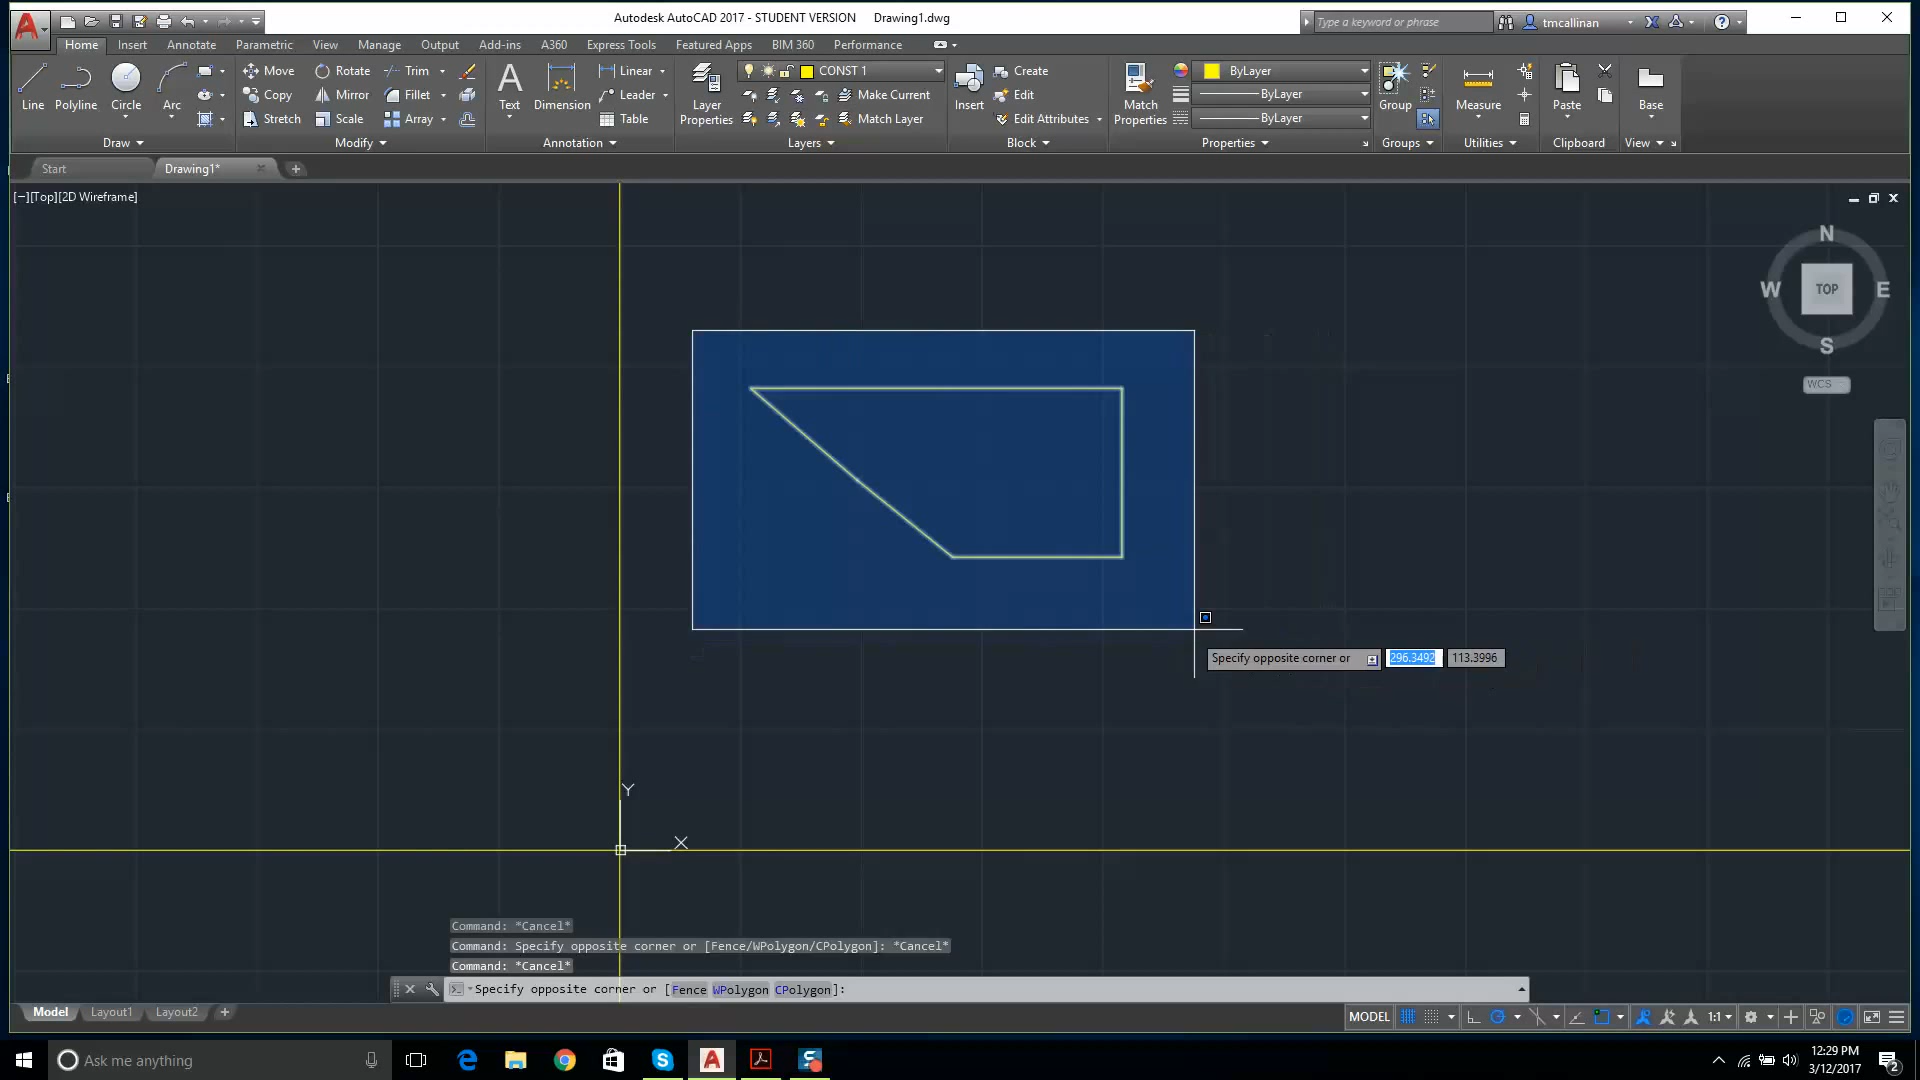 Autodesk AutoCAD 2017 - STUDENT VERSION Drawing1.dwg
Type a keyword or phrase
tmcallinan
Home Insert Annotate Parametric View Manage Output Add-ins A360 Express Tools Featured Apps BIM 360 Performance
Move Rotate Trim Linear CONST 1 Create ByLayer
Line Polyline Circle Arc Copy Mirror Fillet Text Dimension Leader Layer Properties Make Current Insert Edit Match Properties ByLayer Group Measure Paste Base
Stretch Scale Array Table Match Layer Edit Attributes ByLayer
Draw Modify Annotation Layers Block Properties Groups Utilities Clipboard View
Start Drawing1*
[−][Top][2D Wireframe]
N
W TOP E
S
WCS
Specify opposite corner or 296.3492 113.3996
Y
X
Command: *Cancel*
Command: Specify opposite corner or [Fence/WPolygon/CPolygon]: *Cancel*
Command: *Cancel*
Specify opposite corner or [Fence WPolygon CPolygon]:
Model Layout1 Layout2
MODEL 1:1
Ask me anything
12:29 PM
3/12/2017
2